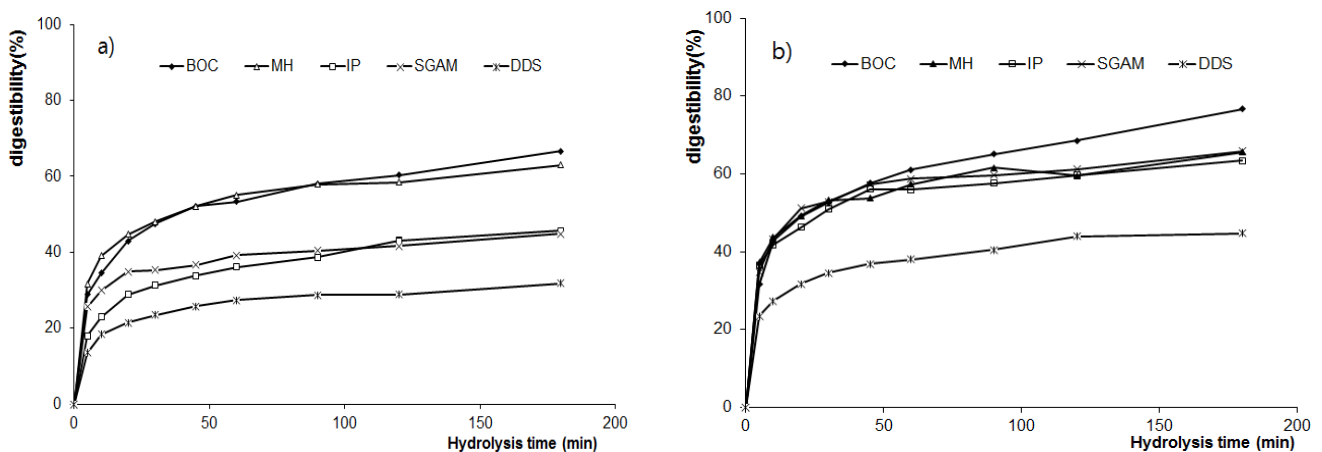 a)
digestibility(%)
BOC MH IP SGAM DDS
100
80
60
40
20
0
0 50 100 150 200
Hydrolysis time (min)
b)
digestibility(%)
BOC MH IP SGAM DDS
100
80
60
40
20
0
0 50 100 150 200
Hydrolysis time (min)